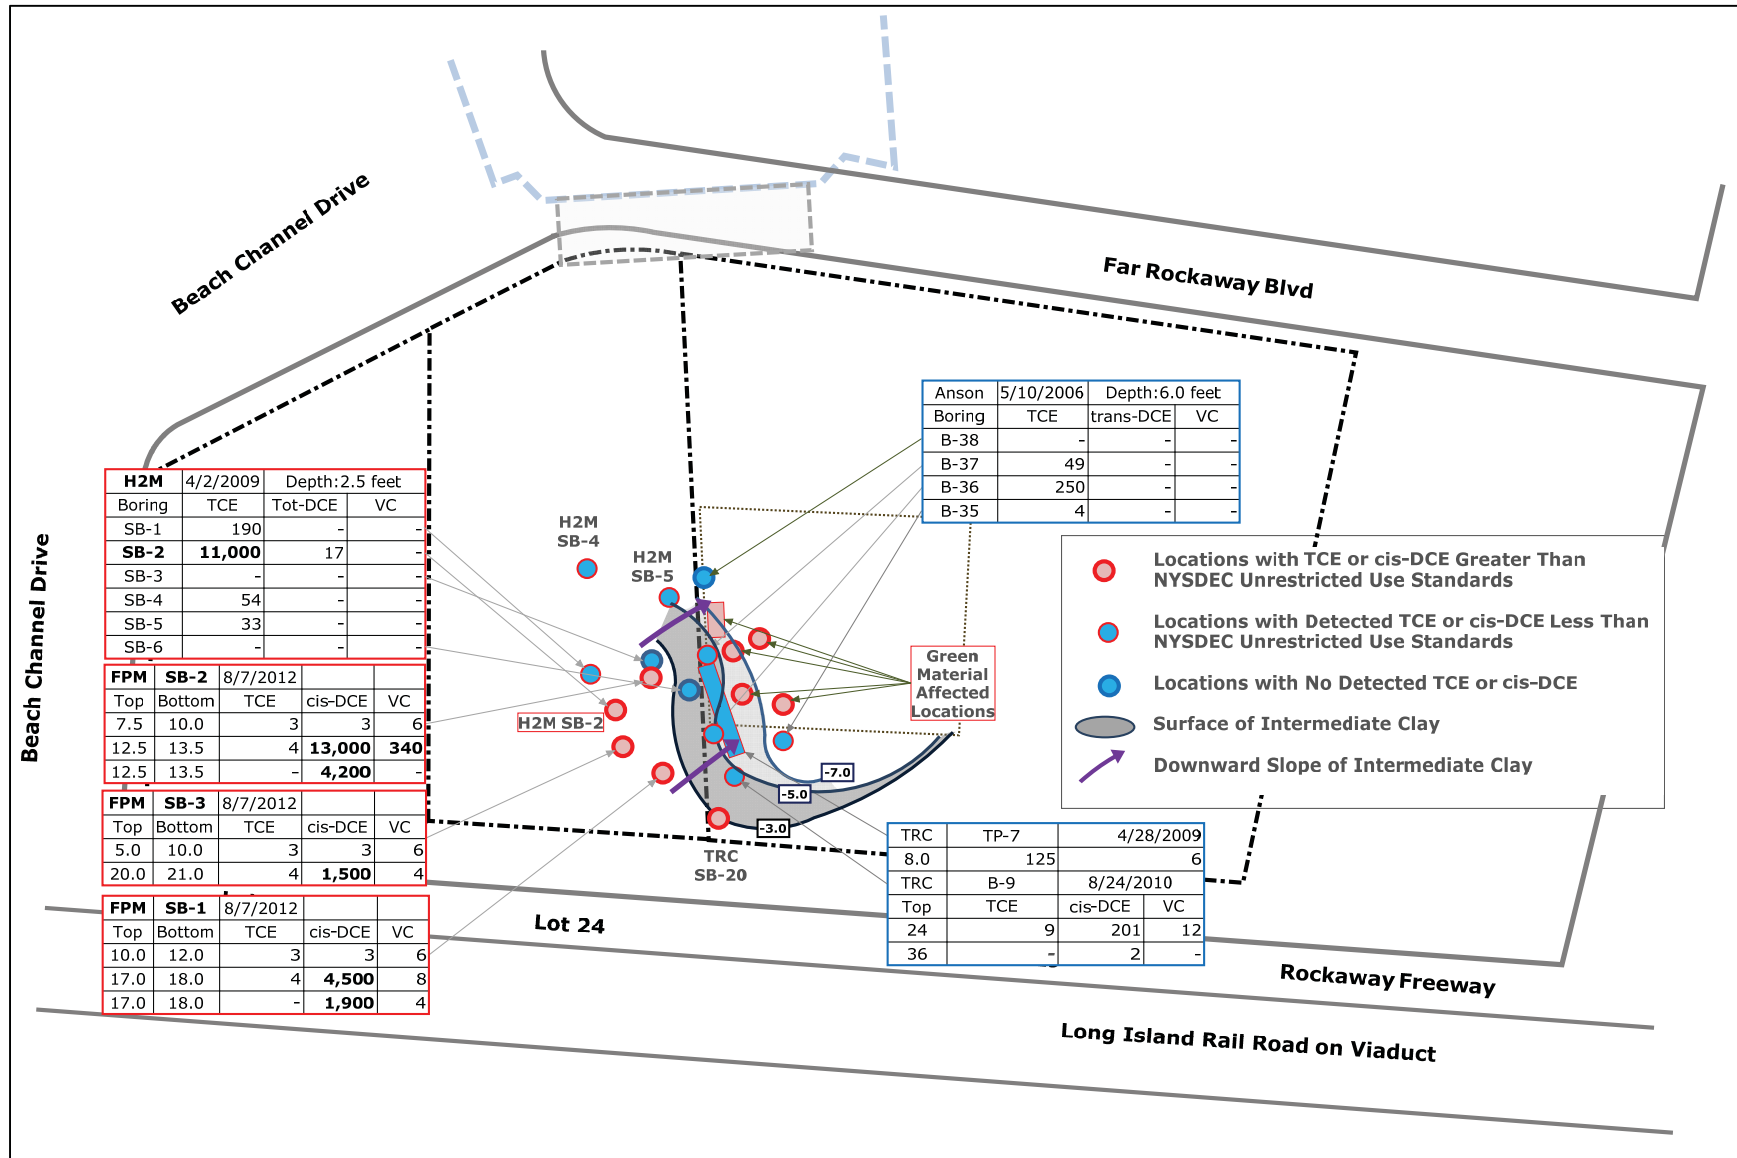 Beach Channel Drive
Far Rockaway Blvd
Anson 5/10/2006 Depth:6.0 feet
Boring TCE trans-DCE VC
B-38 - - -
B-37 49 - -
B-36 250 - -
B-35 4 - -
H2M 4/2/2009 Depth:2.5 feet
Boring TCE Tot-DCE VC
SB-1 190 - -
SB-2 11,000 17 -
SB-3 - - -
SB-4 54 - -
SB-5 33 - -
SB-6 - - -
H2M
SB-4
H2M
SB-5
Locations with TCE or cis-DCE Greater Than
NYSDEC Unrestricted Use Standards
Locations with Detected TCE or cis-DCE Less Than
NYSDEC Unrestricted Use Standards
Locations with No Detected TCE or cis-DCE
Surface of Intermediate Clay
Downward Slope of Intermediate Clay
Green
Material
Affected
Locations
Beach Channel Drive
FPM SB-2 8/7/2012
Top Bottom TCE cis-DCE VC
7.5 10.0 3 3 6
12.5 13.5 4 13,000 340
12.5 13.5 - 4,200 -
H2M SB-2
-7.0
-5.0
-3.0
FPM SB-3 8/7/2012
Top Bottom TCE cis-DCE VC
5.0 10.0 3 3 6
20.0 21.0 4 1,500 4
TRC
SB-20
TRC TP-7 4/28/2009
8.0 125 6
TRC B-9 8/24/2010
Top TCE cis-DCE VC
24 9 201 12
36 - 2 -
FPM SB-1 8/7/2012
Top Bottom TCE cis-DCE VC
10.0 12.0 3 3 6
17.0 18.0 4 4,500 8
17.0 18.0 - 1,900 4
Lot 24
Rockaway Freeway
Long Island Rail Road on Viaduct